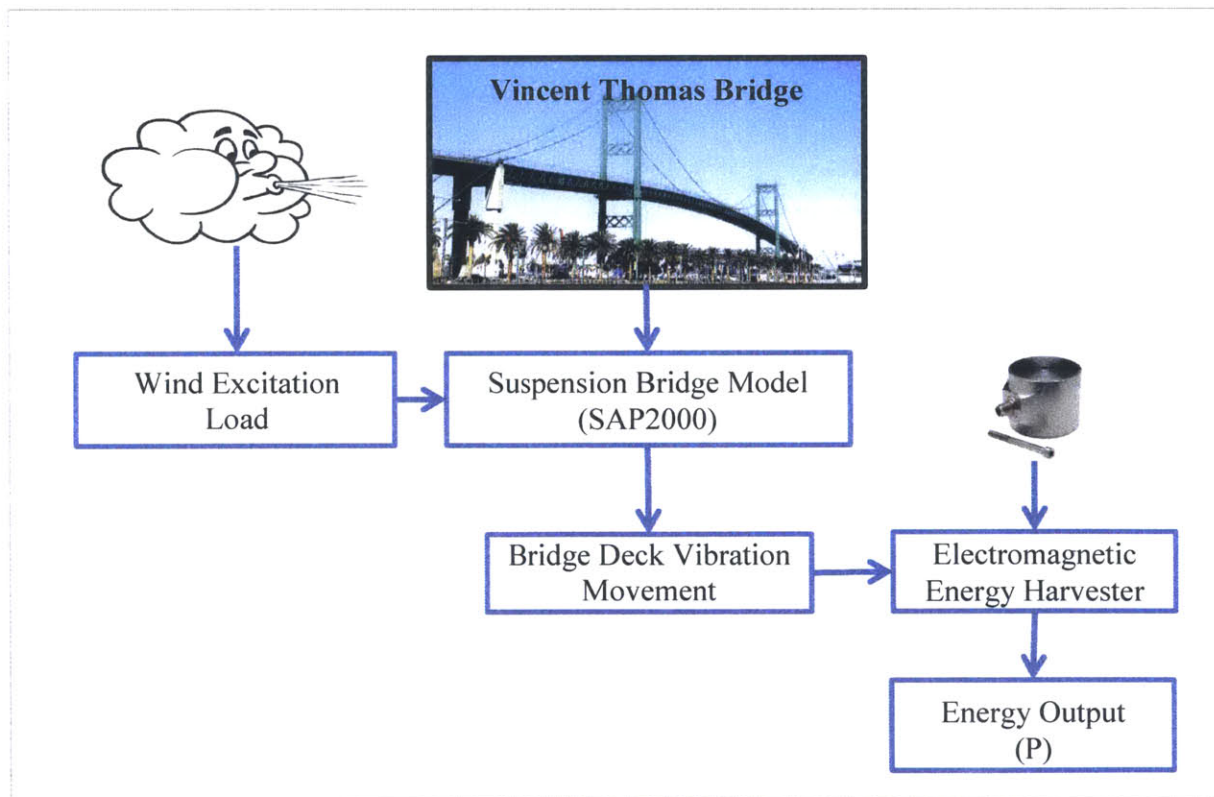 Vincent Thomas Bridge
Wind Excitation
Load
Suspension Bridge Model
(SAP2000)
Bridge Deck Vibration
Movement
Electromagnetic
Energy Harvester
Energy Output
(P)